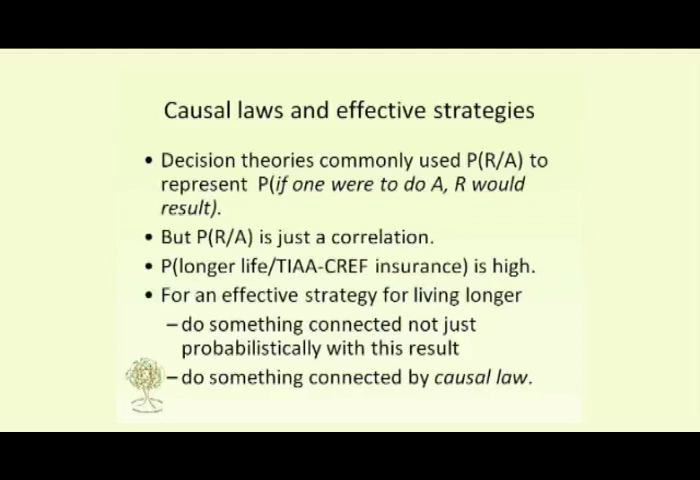 Causal laws and effective strategies
• Decision theories commonly used P(R/A) to
represent P(if one were to do A, R would
result).
• But P(R/A) is just a correlation.
• P(longer life/TIAA-CREF insurance) is high.
• For an effective strategy for living longer
– do something connected not just
probabilistically with this result
– do something connected by causal law.